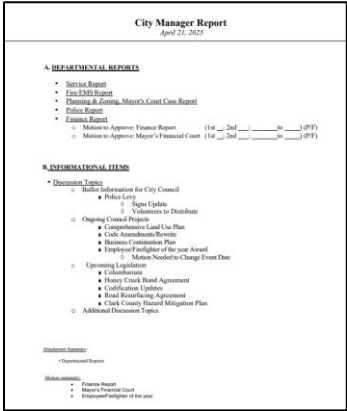 City Manager Report
April 21, 2025
A. DEPARTMENTAL REPORTS
• Service Report
• Fire/EMS Report
• Planning & Zoning, Mayor's Court Case Report
• Police Report
• Finance Report
o Motion to Approve: Finance Report (1st __; 2nd __; ______to ____) (P/F)
o Motion to Approve: Mayor's Financial Court (1st __; 2nd __; ______to ____) (P/F)
B. INFORMATIONAL ITEMS
• Discussion Topics
o Ballot Information for City Council
■ Police Levy
◊ Signs Update
◊ Volunteers to Distribute
o Ongoing Council Projects
■ Comprehensive Land Use Plan
■ Code Amendments/Rewrite
■ Business Continuation Plan
■ Employee/Firefighter of the year Award
◊ Motion Needed to Change Event Date
o Upcoming Legislation
■ Columbarium
■ Honey Creek Bond Agreement
■ Codification Updates
■ Road Resurfacing Agreement
■ Clark County Hazard Mitigation Plan
o Additional Discussion Topics
Attachment Summary:
• Departmental Reports
Motion summary:
• Finance Report
• Mayor's Financial Court
• Employee/Firefighter of the year